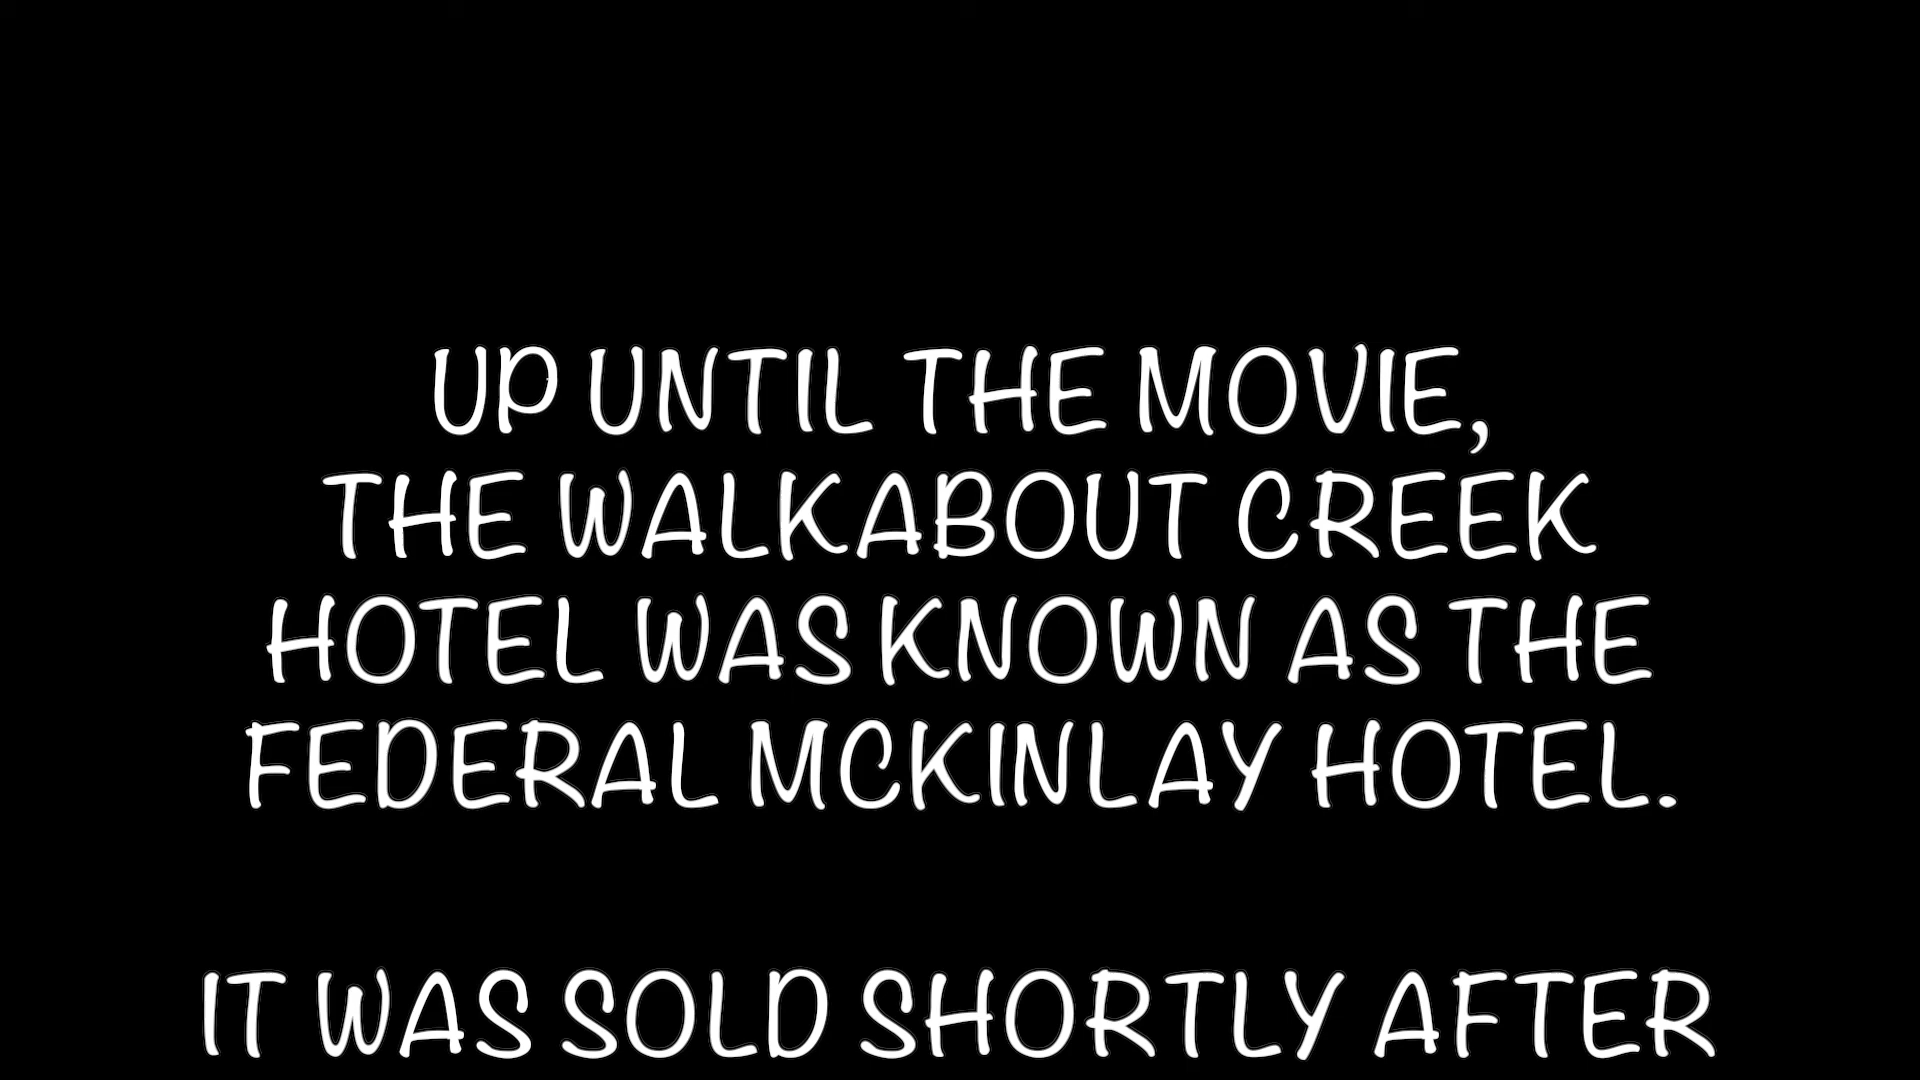 UP UNTIL THE MOVIE,
THE WALKABOUT CREEK
HOTEL WAS KNOWN AS THE
FEDERAL MCKINLAY HOTEL.
IT WAS SOLD SHORTLY AFTER